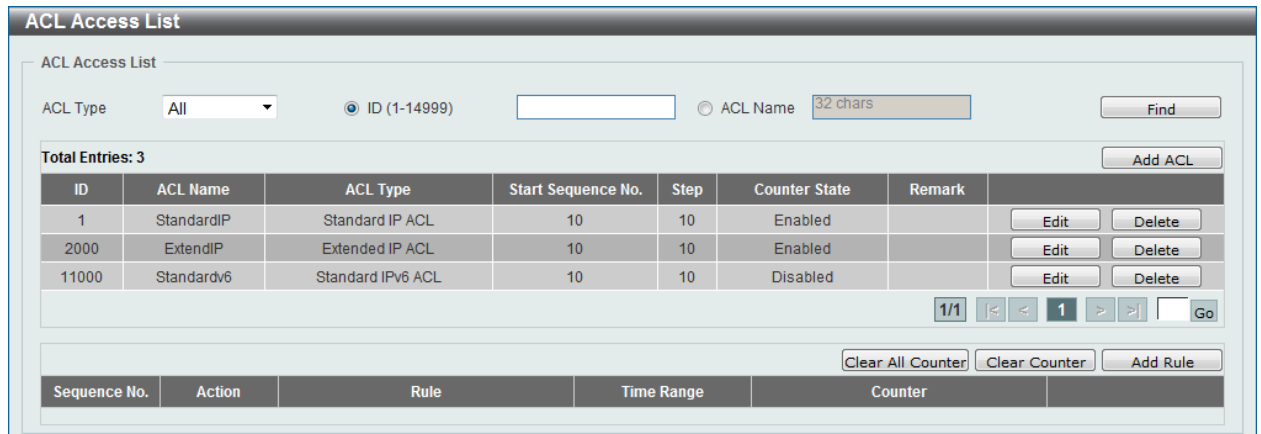 ACL Access List
ACL Access List
ACL Type All ID (1-14999) ACL Name 32 chars Find
Total Entries: 3 Add ACL
ID ACL Name ACL Type Start Sequence No. Step Counter State Remark
1 StandardIP Standard IP ACL 10 10 Enabled Edit Delete
2000 ExtendIP Extended IP ACL 10 10 Enabled Edit Delete
11000 Standardv6 Standard IPv6 ACL 10 10 Disabled Edit Delete
1/1 |< < 1 > >| Go
Clear All Counter Clear Counter Add Rule
Sequence No. Action Rule Time Range Counter